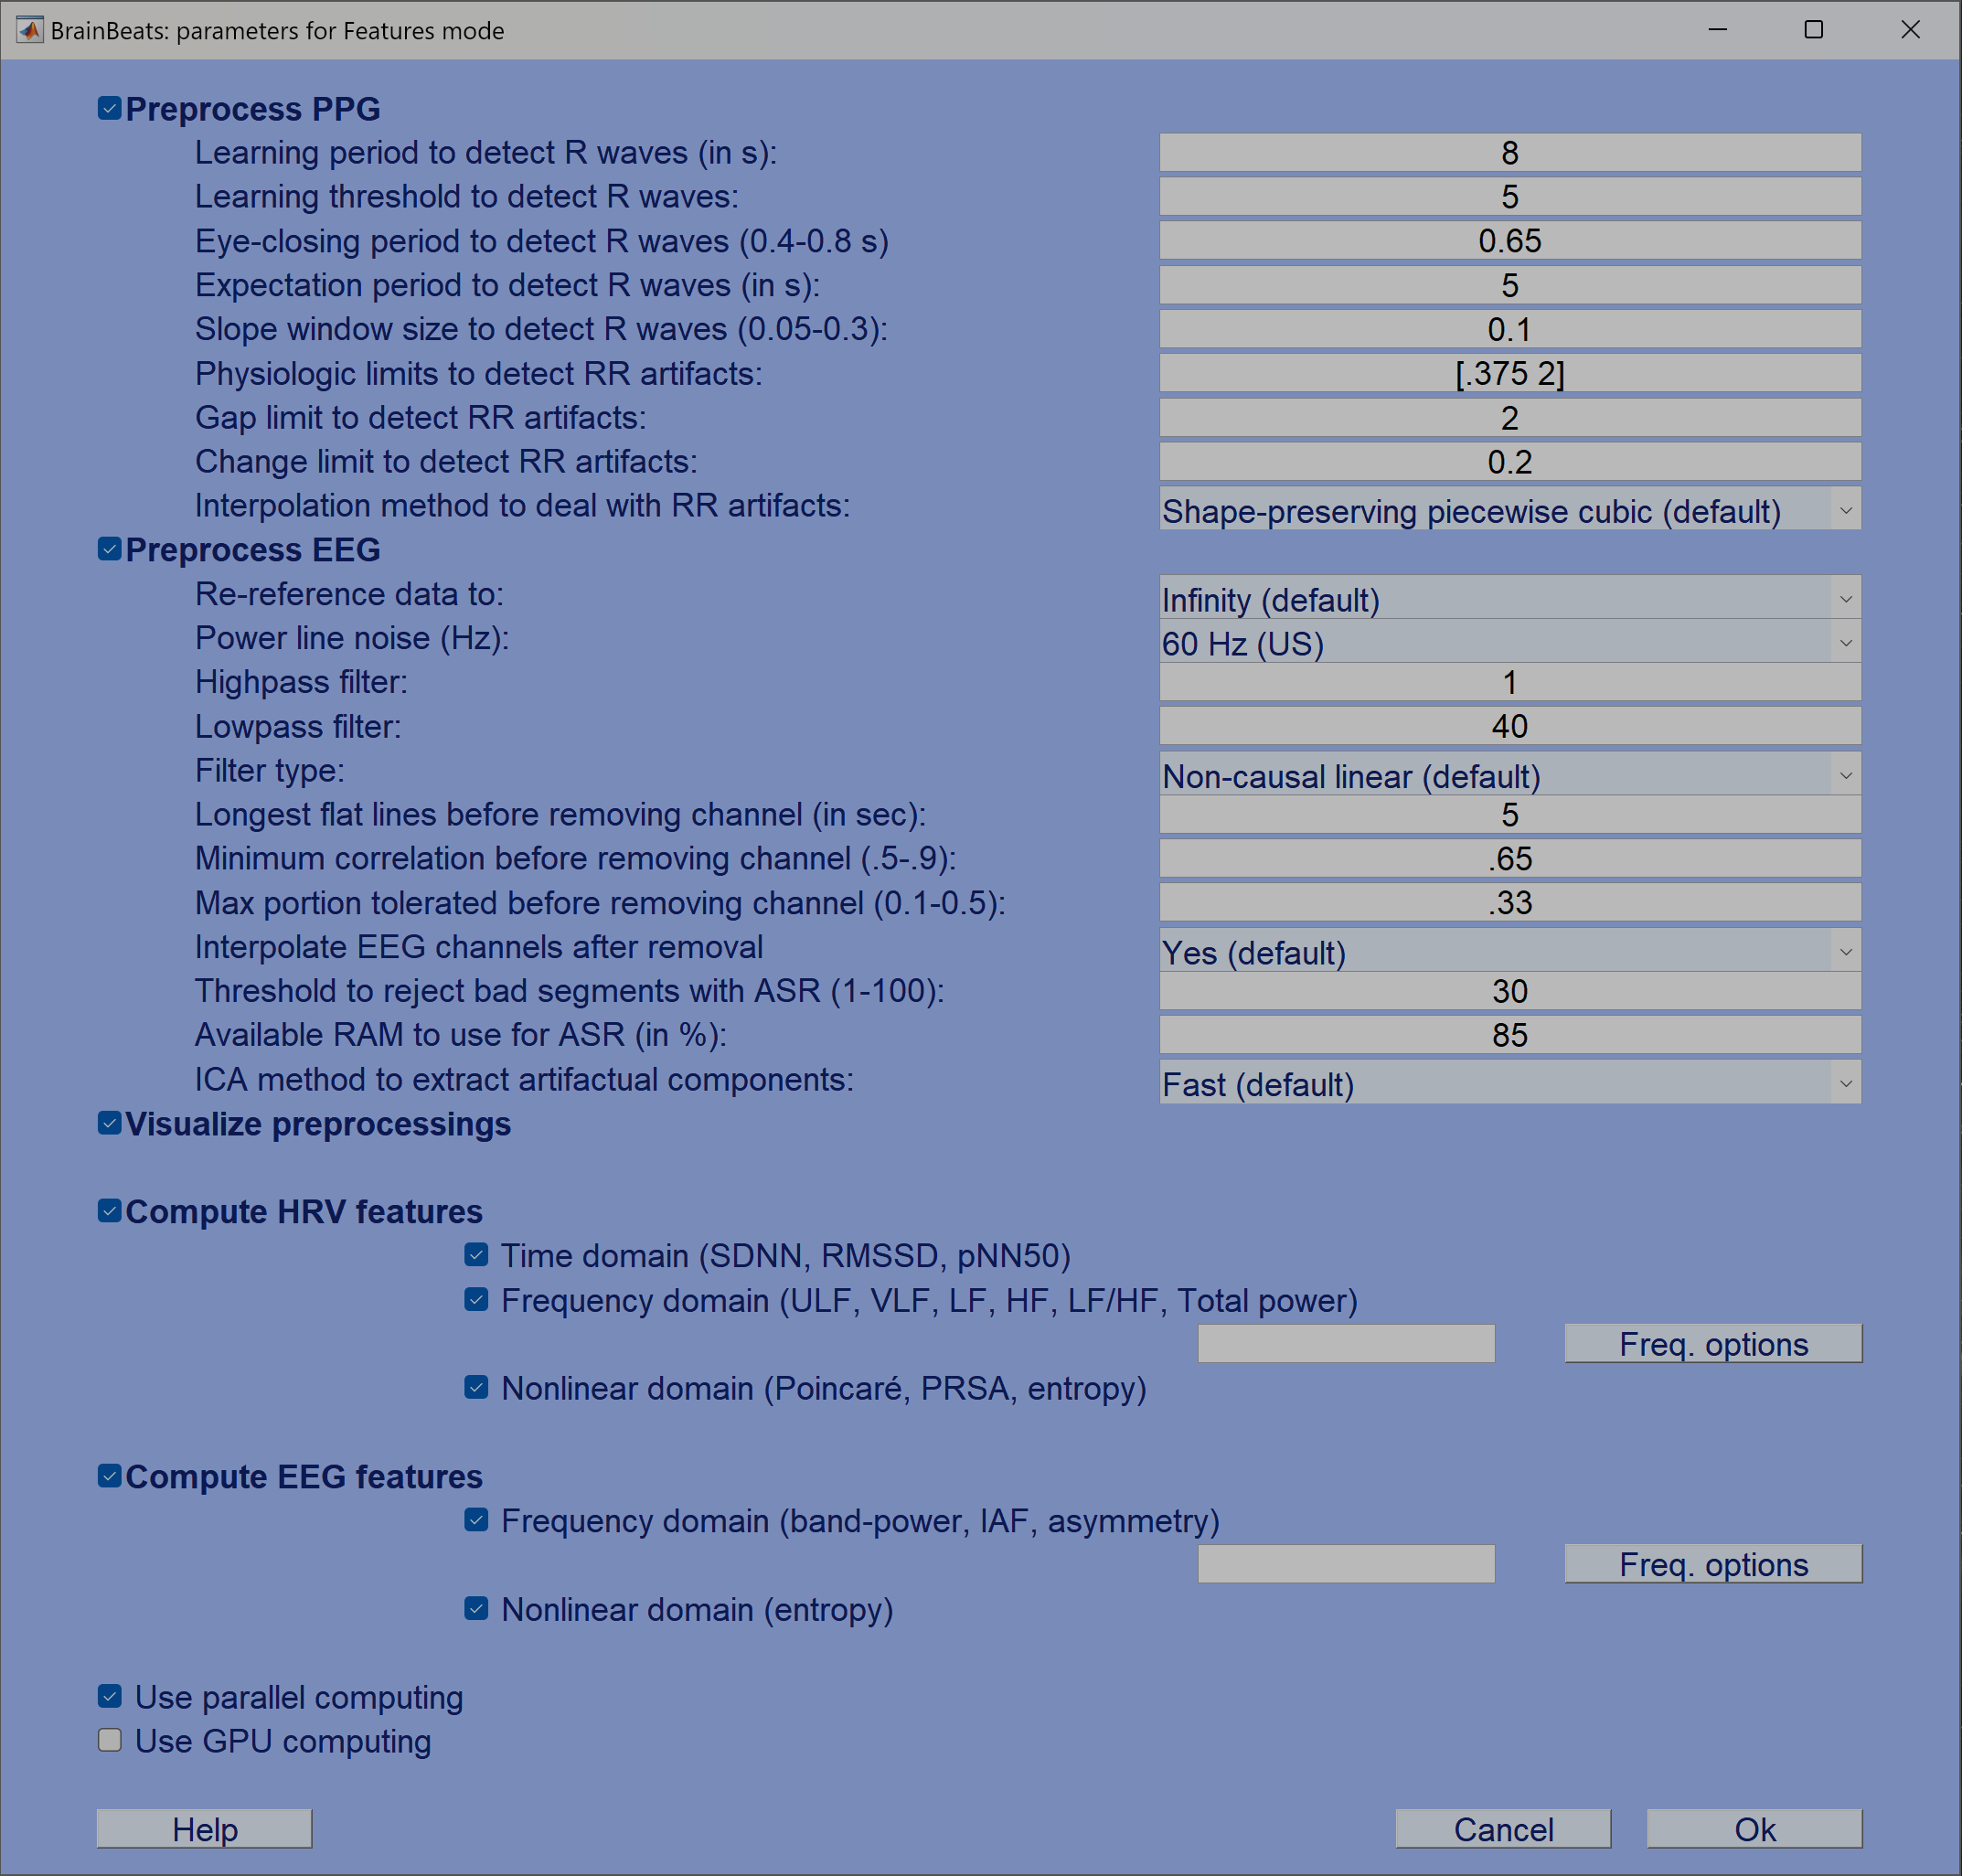 BrainBeats: parameters for Features mode
Preprocess PPG
Learning period to detect R waves (in s): 8
Learning threshold to detect R waves: 5
Eye-closing period to detect R waves (0.4-0.8 s) 0.65
Expectation period to detect R waves (in s): 5
Slope window size to detect R waves (0.05-0.3): 0.1
Physiologic limits to detect RR artifacts: [.375 2]
Gap limit to detect RR artifacts: 2
Change limit to detect RR artifacts: 0.2
Interpolation method to deal with RR artifacts: Shape-preserving piecewise cubic (default)
Preprocess EEG
Re-reference data to: Infinity (default)
Power line noise (Hz): 60 Hz (US)
Highpass filter: 1
Lowpass filter: 40
Filter type: Non-causal linear (default)
Longest flat lines before removing channel (in sec): 5
Minimum correlation before removing channel (.5-.9): .65
Max portion tolerated before removing channel (0.1-0.5): .33
Interpolate EEG channels after removal Yes (default)
Threshold to reject bad segments with ASR (1-100): 30
Available RAM to use for ASR (in %): 85
ICA method to extract artifactual components: Fast (default)
Visualize preprocessings
Compute HRV features
Time domain (SDNN, RMSSD, pNN50)
Frequency domain (ULF, VLF, LF, HF, LF/HF, Total power)
Freq. options
Nonlinear domain (Poincaré, PRSA, entropy)
Compute EEG features
Frequency domain (band-power, IAF, asymmetry)
Freq. options
Nonlinear domain (entropy)
Use parallel computing
Use GPU computing
Help Cancel Ok